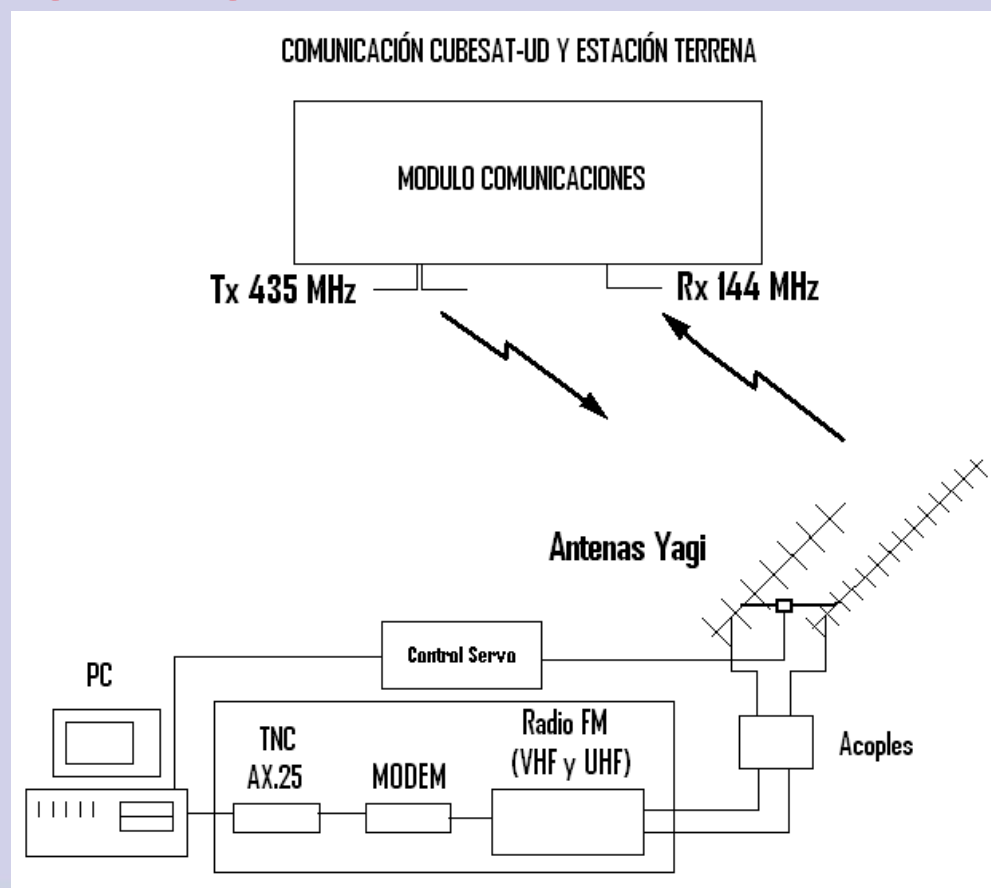 COMUNICACIÓN CUBESAT-UD Y ESTACIÓN TERRENA
MODULO COMUNICACIONES
Tx 435 MHz
Rx 144 MHz
Antenas Yagi
Control Servo
PC
TNC
AX.25
MODEM
Radio FM
(VHF y UHF)
Acoples